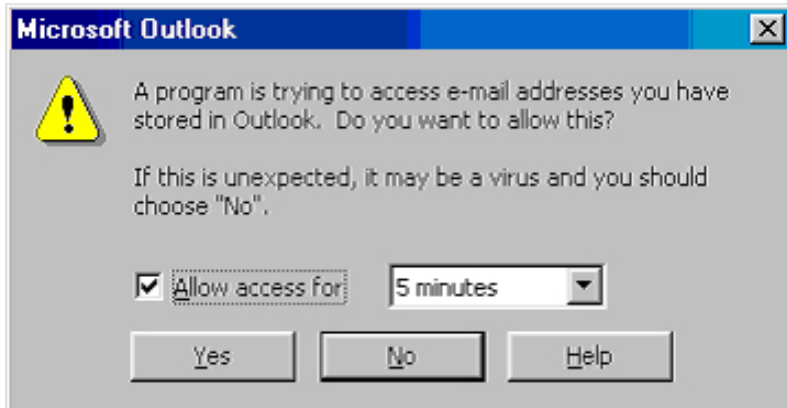 Microsoft Outlook
A program is trying to access e-mail addresses you have
stored in Outlook. Do you want to allow this?
If this is unexpected, it may be a virus and you should
choose "No".
Allow access for 5 minutes
Yes No Help